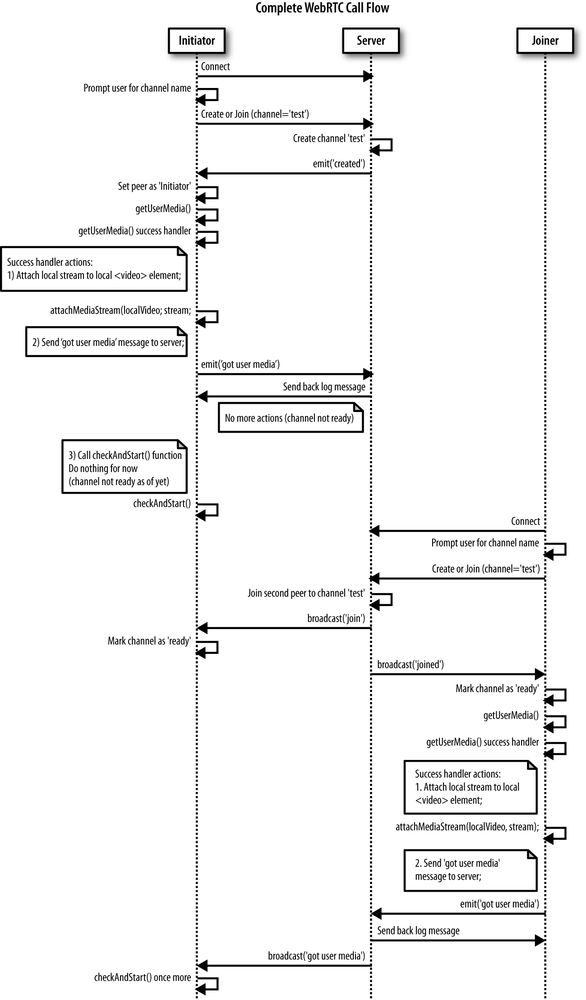 Complete WebRTC Call Flow
Initiator
Server
Joiner
Connect
Prompt user for channel name
Create or Join (channel='test')
Create channel 'test'
emit('created')
Set peer as 'Initiator'
getUserMedia()
getUserMedia() success handler
Success handler actions:
1) Attach local stream to local <video> element;
attachMediaStream(localVideo; stream;
2) Send 'got user media' message to server;
emit('got user media')
Send back log message
No more actions (channel not ready)
3) Call checkAndStart() function
Do nothing for now
(channel not ready as of yet)
checkAndStart()
Connect
Prompt user for channel name
Create or Join (channel='test')
Join second peer to channel 'test'
broadcast('join')
Mark channel as 'ready'
broadcast('joined')
Mark channel as 'ready'
getUserMedia()
getUserMedia() success handler
Success handler actions:
1. Attach local stream to local
<video> element;
attachMediaStream(localVideo, stream);
2. Send 'got user media'
message to server;
emit('got user media')
Send back log message
broadcast('got user media')
checkAndStart() once more